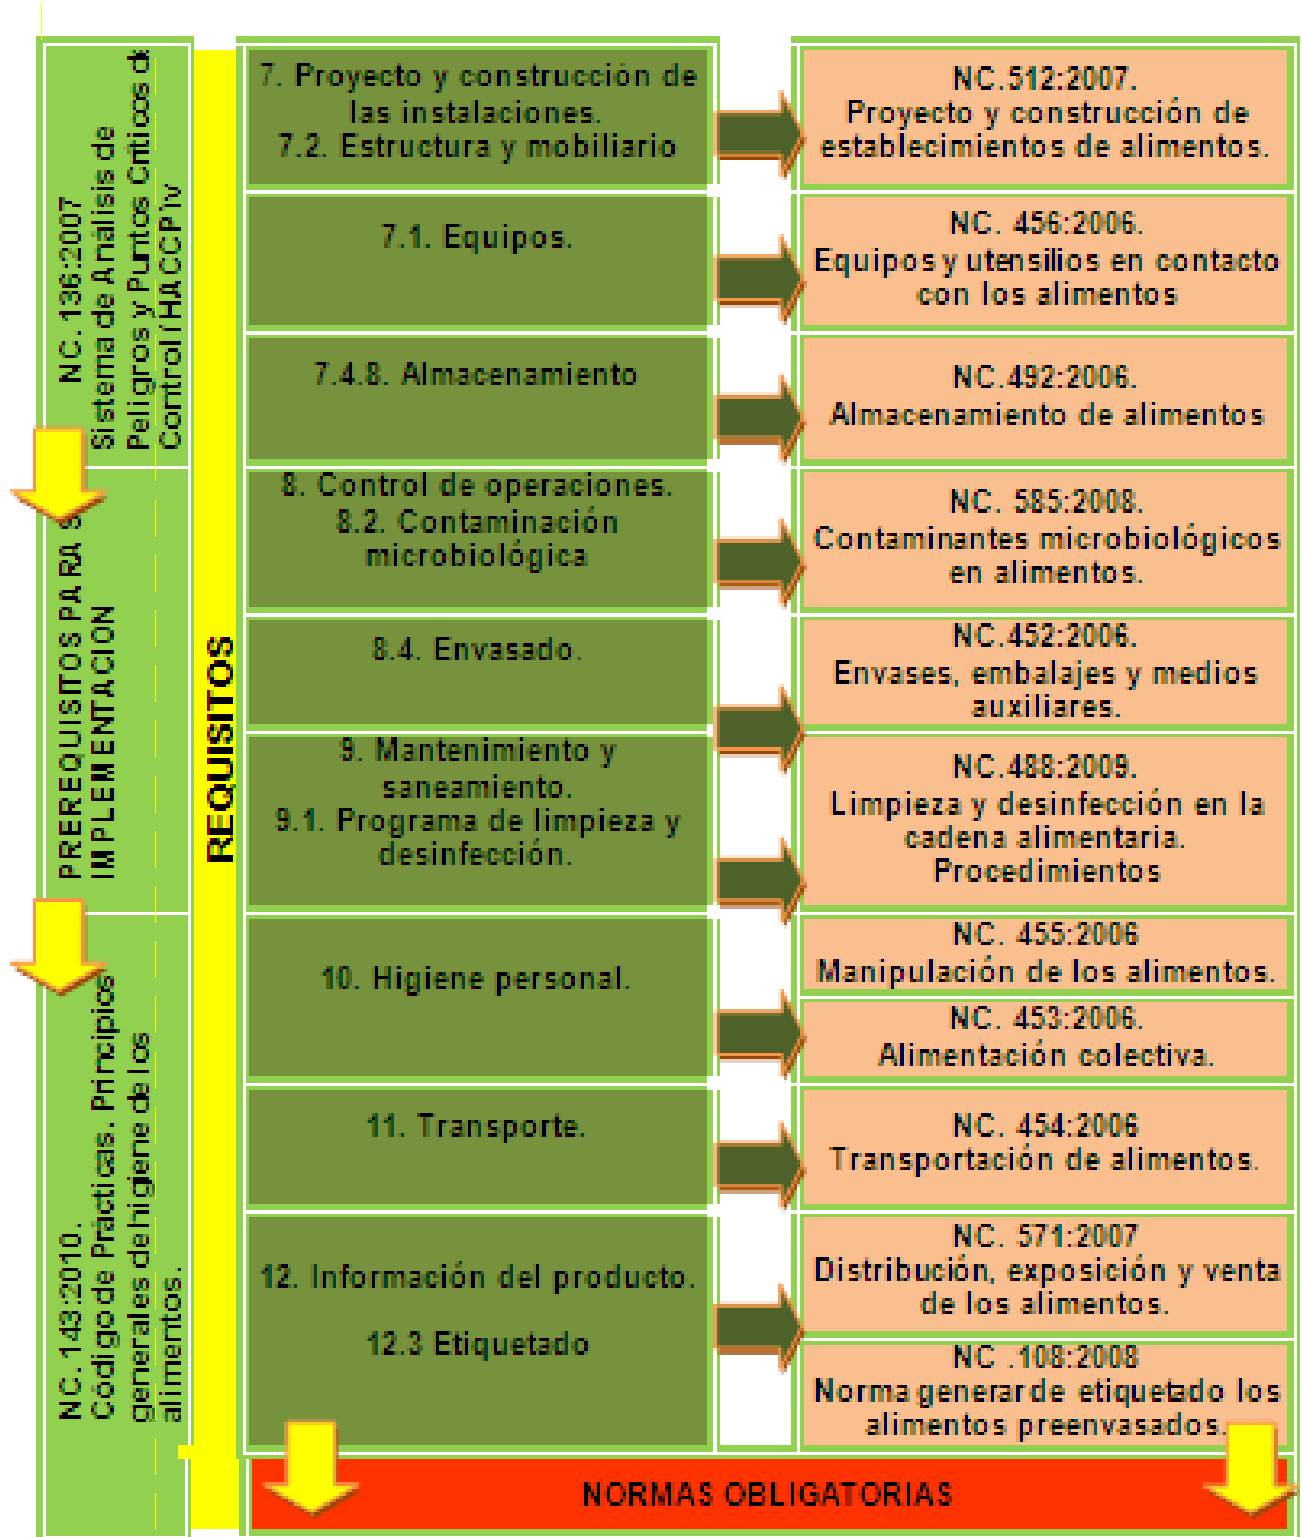 NC. 136:2007
Sistema de Análisis de
Peligros y Puntos Críticos de
Control (HACCP)
PREREQUISITOS PARA S
IMPLEMENTACION
NC. 143:2010.
Código de Prácticas. Principios
generales de higiene de los
alimentos.
REQUISITOS
7. Proyecto y construcción de
las instalaciones.
7.2. Estructura y mobiliario
NC.512:2007.
Proyecto y construcción de
establecimientos de alimentos.
7.1. Equipos.
NC. 456:2006.
Equipos y utensilios en contacto
con los alimentos
7.4.8. Almacenamiento
NC.492:2006.
Almacenamiento de alimentos
8. Control de operaciones.
8.2. Contaminación
microbiológica
NC. 585:2008.
Contaminantes microbiológicos
en alimentos.
8.4. Envasado.
NC.452:2006.
Envases, embalajes y medios
auxiliares.
9. Mantenimiento y
saneamiento.
9.1. Programa de limpieza y
desinfección.
NC.488:2009.
Limpieza y desinfección en la
cadena alimentaria.
Procedimientos
10. Higiene personal.
NC. 455:2006
Manipulación de los alimentos.
NC. 453:2006.
Alimentación colectiva.
11. Transporte.
NC. 454:2006
Transportación de alimentos.
12. Información del producto.
12.3 Etiquetado
NC. 571:2007
Distribución, exposición y venta
de los alimentos.
NC .108:2008
Norma generar de etiquetado los
alimentos preenvasados.
NORMAS OBLIGATORIAS